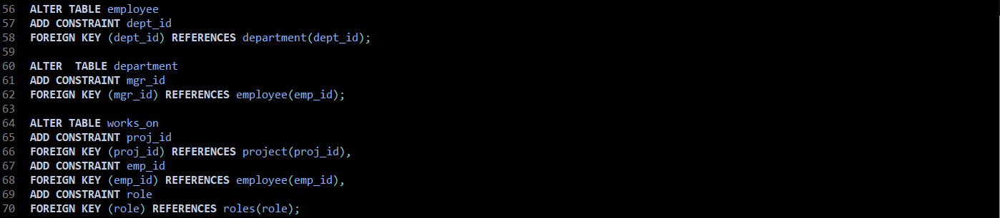 56 ALTER TABLE employee
57 ADD CONSTRAINT dept_id
58 FOREIGN KEY (dept_id) REFERENCES department(dept_id);
59
60 ALTER  TABLE department
61 ADD CONSTRAINT mgr_id
62 FOREIGN KEY (mgr_id) REFERENCES employee(emp_id);
63
64 ALTER TABLE works_on
65 ADD CONSTRAINT proj_id
66 FOREIGN KEY (proj_id) REFERENCES project(proj_id),
67 ADD CONSTRAINT emp_id
68 FOREIGN KEY (emp_id) REFERENCES employee(emp_id),
69 ADD CONSTRAINT role
70 FOREIGN KEY (role) REFERENCES roles(role);